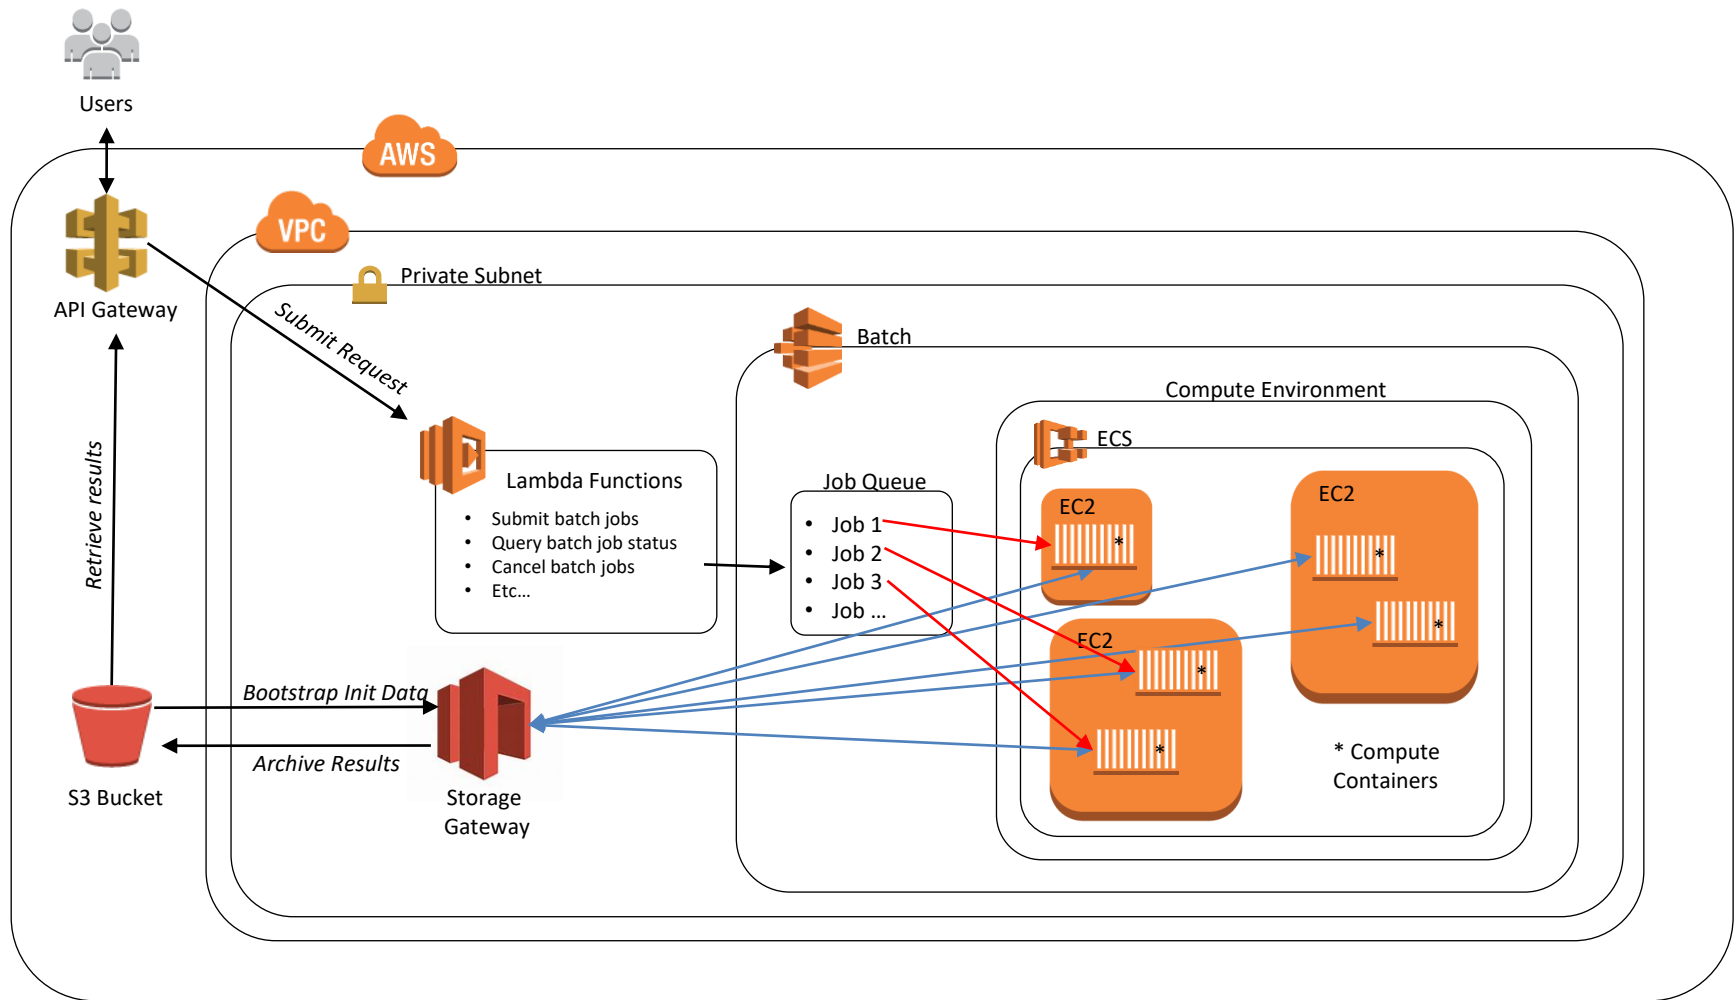 Users
AWS
VPC
API Gateway
Private Subnet
Submit Request
Batch
Compute Environment
ECS
Retrieve results
Lambda Functions
• Submit batch jobs
• Query batch job status
• Cancel batch jobs
• Etc...
Job Queue
• Job 1
• Job 2
• Job 3
• Job ...
EC2
*
EC2
*
*
EC2
*
*
* Compute
Containers
Bootstrap Init Data
Archive Results
S3 Bucket
Storage
Gateway